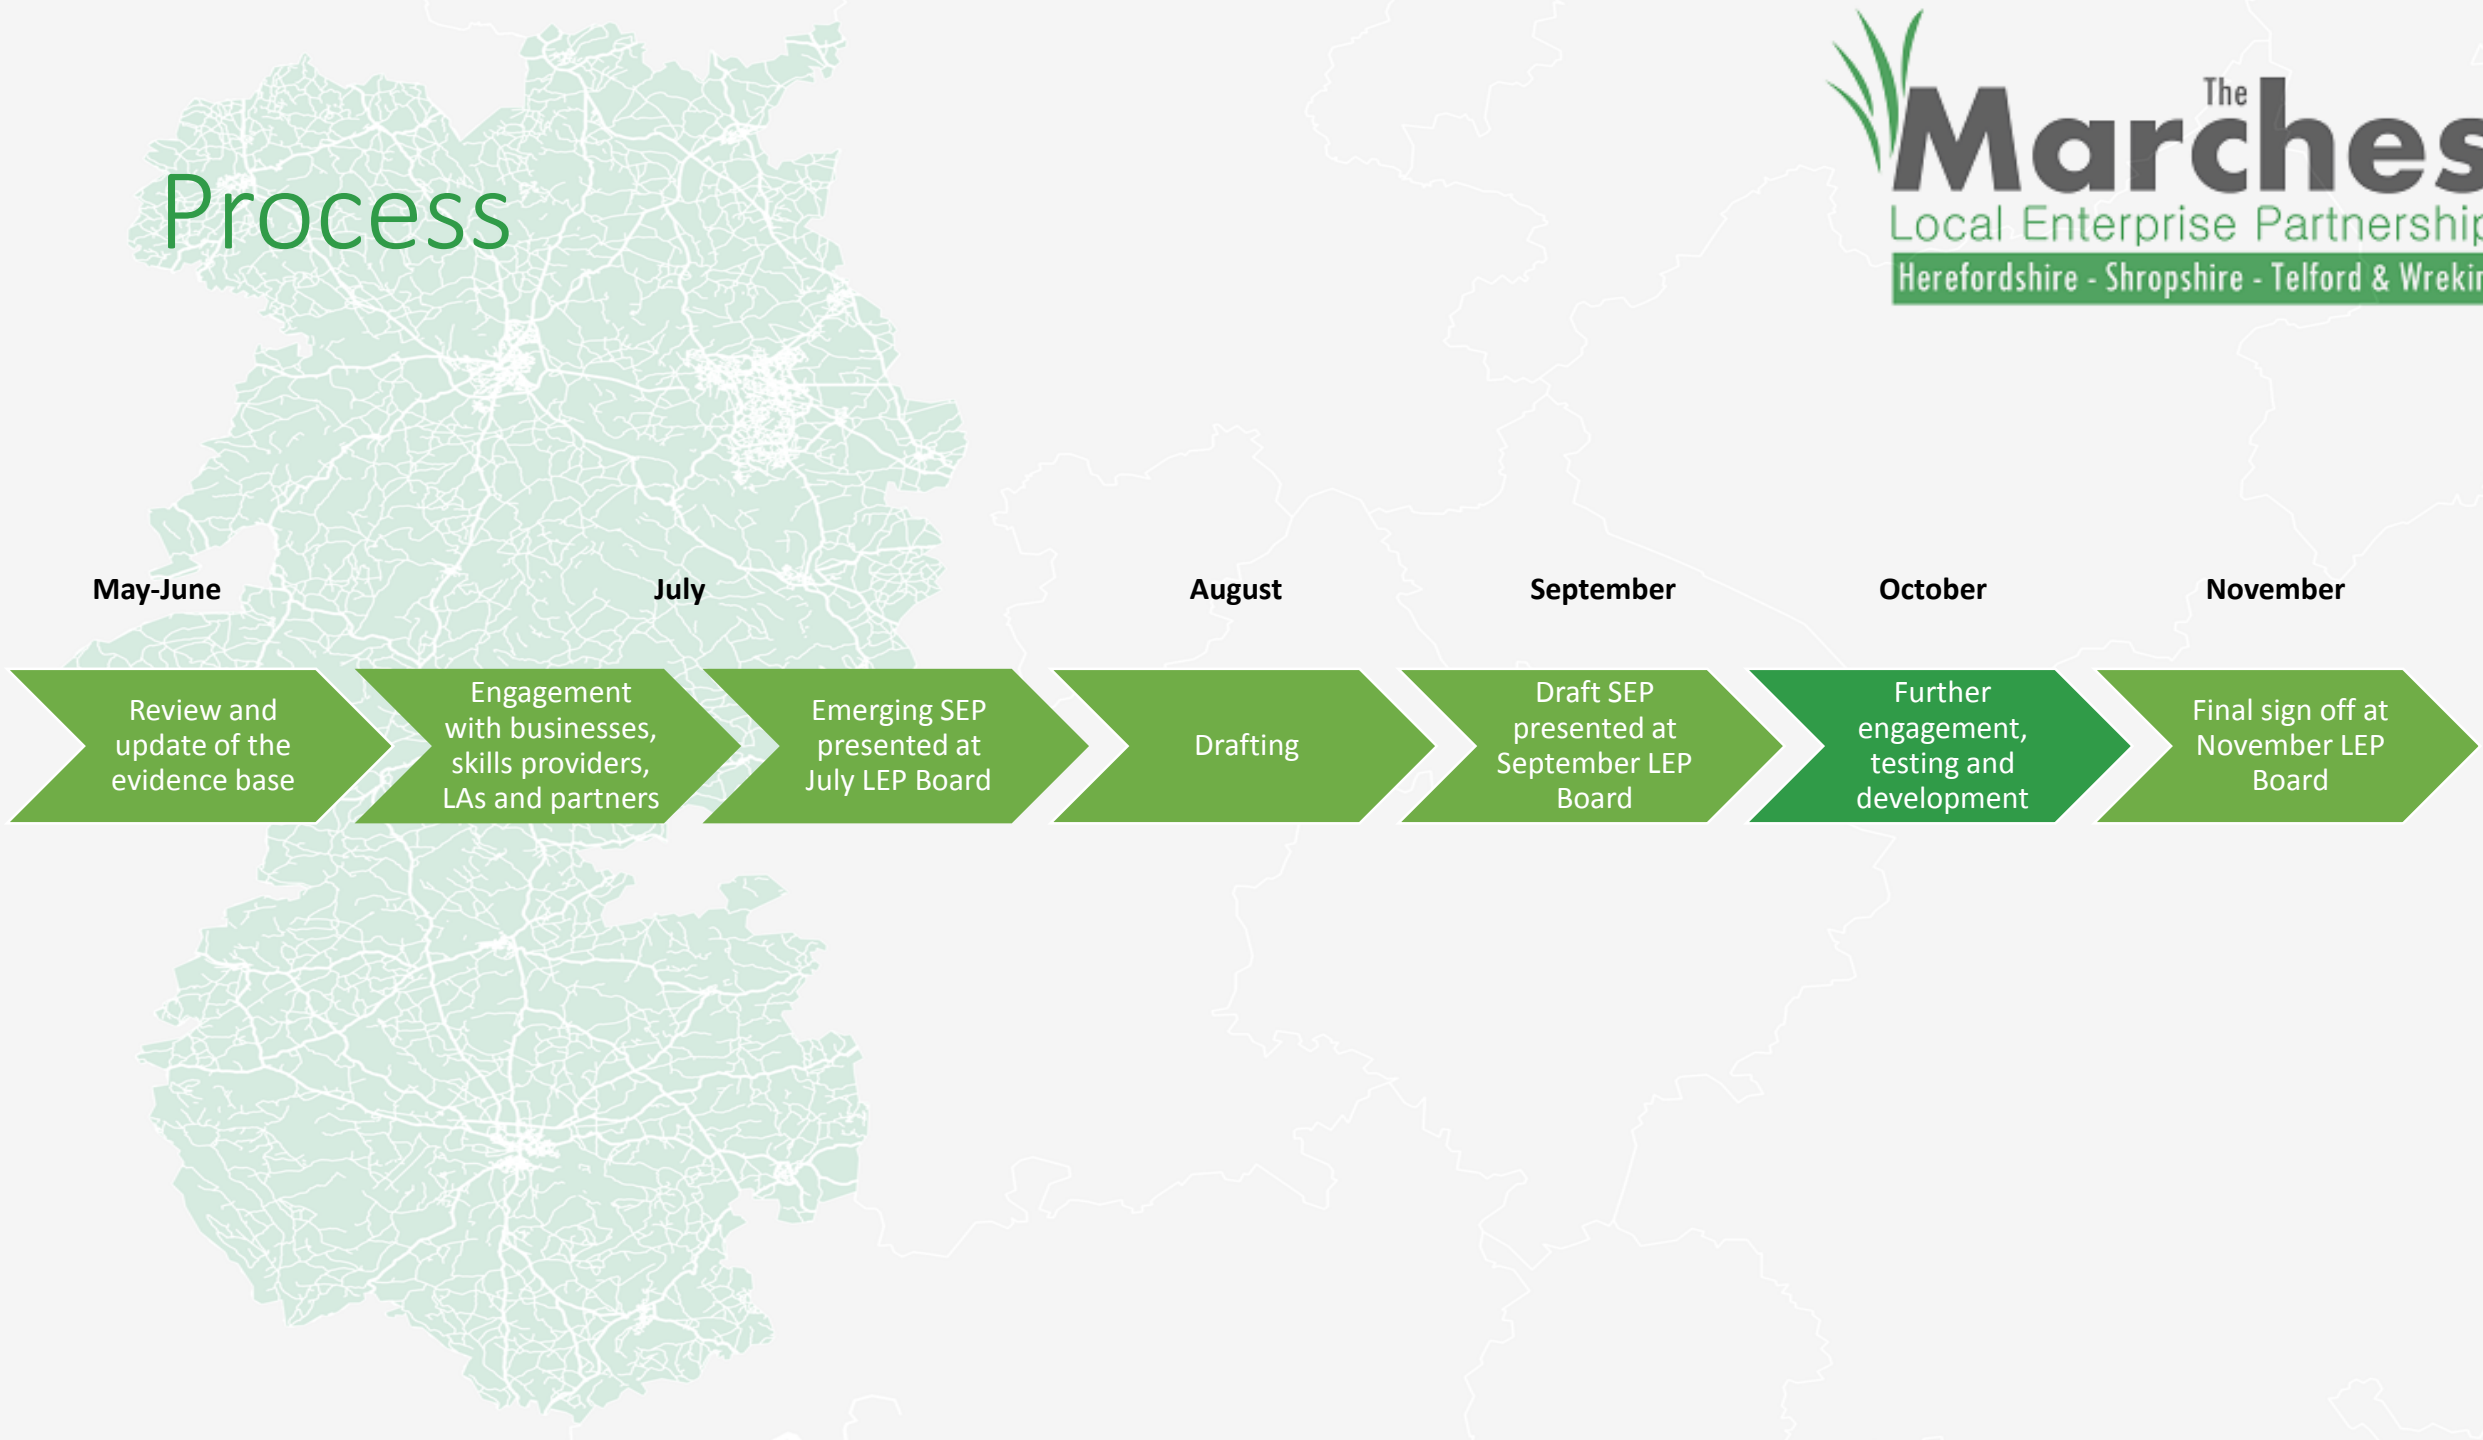 The
Marches
Local Enterprise Partnership
Herefordshire - Shropshire - Telford & Wrekin
Process
May-June
July
August
September
October
November
Review and
update of the
evidence base
Engagement
with businesses,
skills providers,
LAs and partners
Emerging SEP
presented at
July LEP Board
Drafting
Draft SEP
presented at
September LEP
Board
Further
engagement,
testing and
development
Final sign off at
November LEP
Board